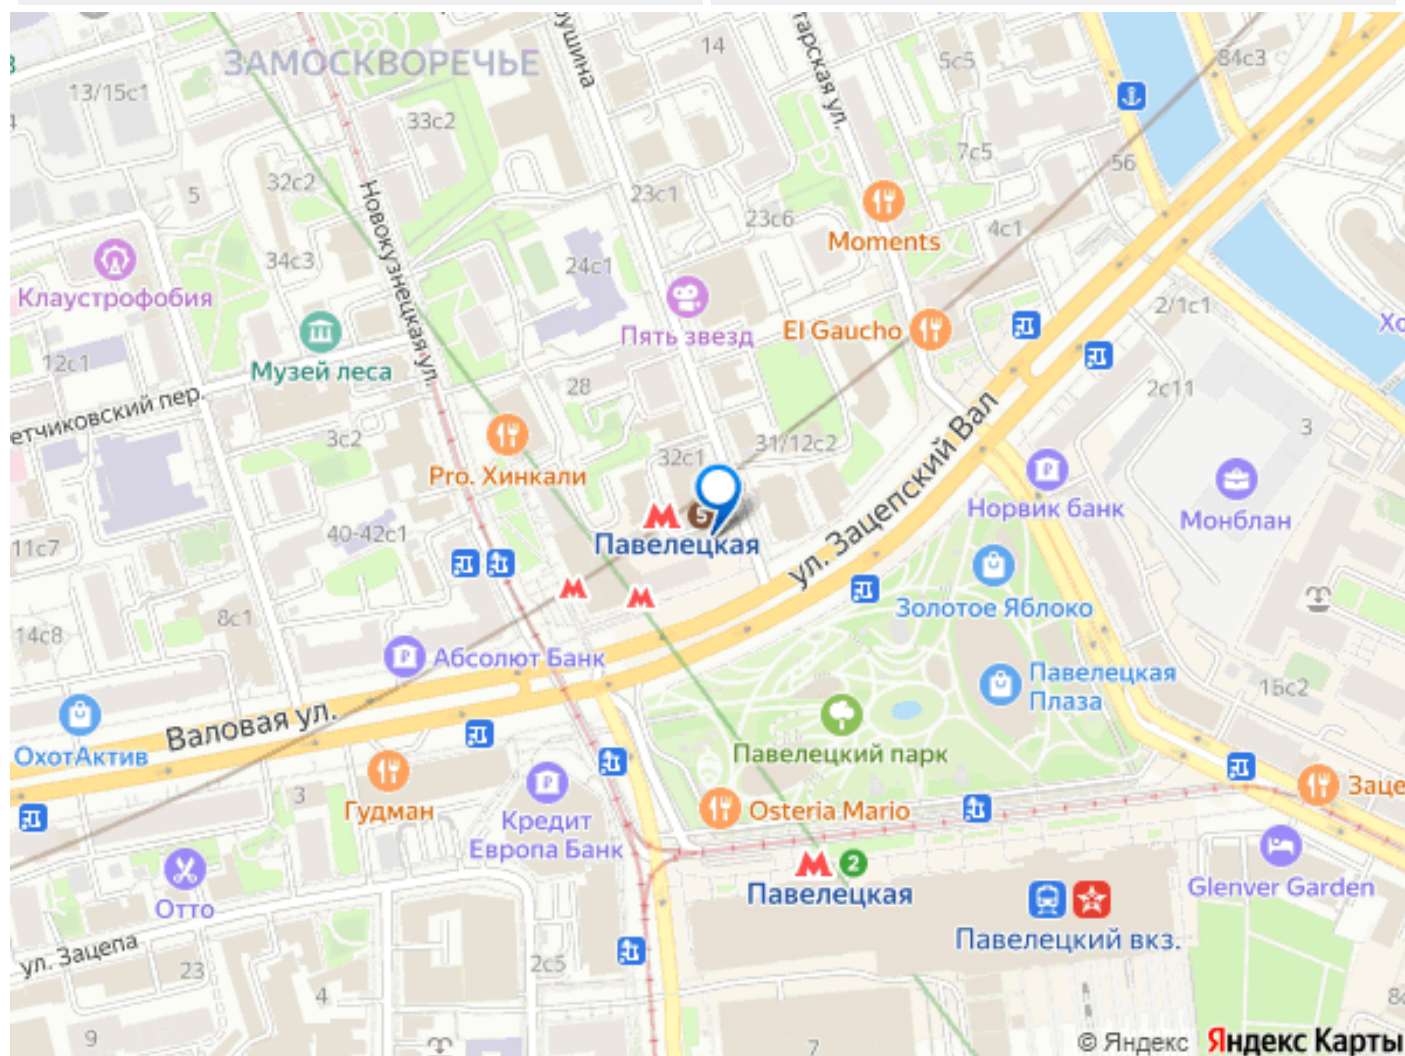 ЗАМОСКВОРЕЧЬЕ
14
5с5
84с3
13/15с1
33с2
7с5
56
5
32с2
23с1
23с6
Moments
4с1
Новокузнецкая ул.
34с3
24с1
Клаустрофобия
2/1с1
Пять звезд
El Gaucho
12с1
Музей леса
28
2с11
3с2
31/12с2
3
32с1
Pro. Хинкали
ул. Зацепский Вал
Норвик банк
Монблан
40-42с1
11с7
5
Павелецкая
Золотое Яблоко
8с1
14с8
Абсолют Банк
Павелецкая
Плаза
15с2
Валовая ул.
ОхотАктив
Павелецкий парк
3
Гудман
Osteria Mario
Кредит
Европа Банк
2
Павелецкая
Glenver Garden
Отто
Павелецкий вкз.
ул. Зацепа
23
2с5
4
9
7
© Яндекс Яндекс Карты